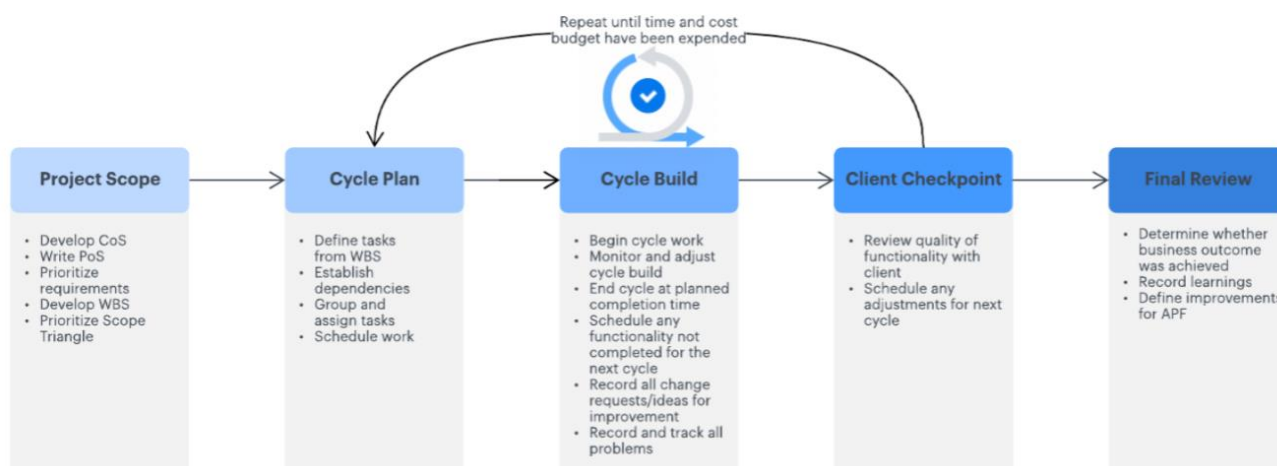 Repeat until time and cost
budget have been expended
Project Scope
• Develop CoS
• Write PoS
• Prioritize
requirements
• Develop WBS
• Prioritize Scope
Triangle
Cycle Plan
• Define tasks
from WBS
• Establish
dependencies
• Group and
assign tasks
• Schedule work
Cycle Build
• Begin cycle work
• Monitor and adjust
cycle build
• End cycle at planned
completion time
• Schedule any
functionality not
completed for the
next cycle
• Record all change
requests/ideas for
improvement
• Record and track all
problems
Client Checkpoint
• Review quality of
functionality with
client
• Schedule any
adjustments for next
cycle
Final Review
• Determine whether
business outcome
was achieved
• Record learnings
• Define improvements
for APF